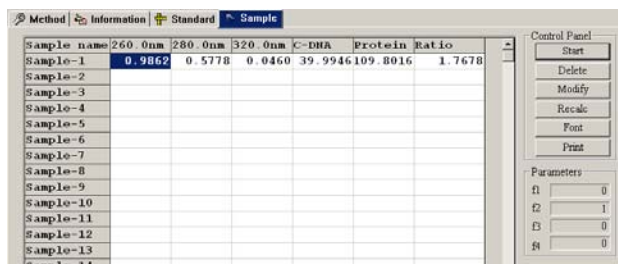 Method Information Standard Sample
Control Panel
Sample name 260.0nm 280.0nm 320.0nm C-DNA Protein Ratio
Sample-1 0.9862 0.5778 0.0460 39.9946 109.8016 1.7678
Sample-2
Sample-3
Sample-4
Sample-5
Sample-6
Sample-7
Sample-8
Sample-9
Sample-10
Sample-11
Sample-12
Sample-13
Start
Delete
Modify
Recalc
Font
Print
Parameters
f1 0
f2 1
f3 0
f4 0